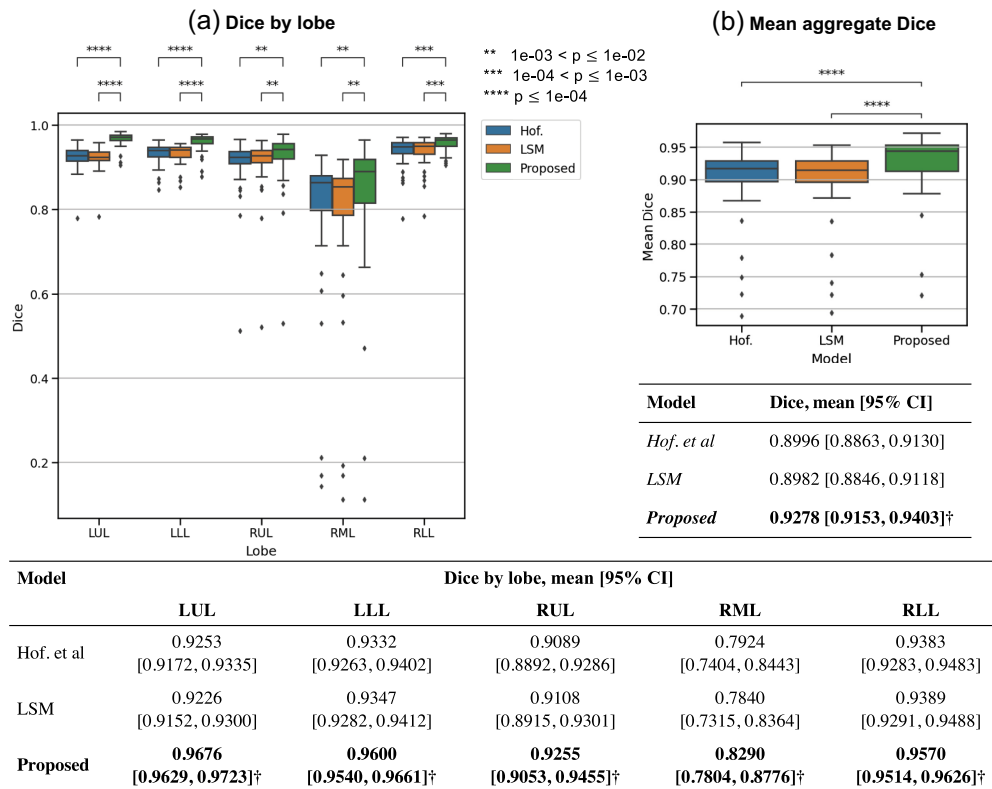 (a) Dice by lobe
**** **** ** ** ***
**** **** ** ** ***
** 1e-03 < p ≤ 1e-02
*** 1e-04 < p ≤ 1e-03
**** p ≤ 1e-04
Hof.
LSM
Proposed
1.0
0.8
0.6
0.4
0.2
Dice
LUL LLL RUL RML RLL
Lobe
(b) Mean aggregate Dice
****
****
0.95
0.90
0.85
0.80
0.75
0.70
Mean Dice
Hof. LSM Proposed
Model
Model Dice, mean [95% CI]
Hof. et al 0.8996 [0.8863, 0.9130]
LSM 0.8982 [0.8846, 0.9118]
Proposed 0.9278 [0.9153, 0.9403]†
Model Dice by lobe, mean [95% CI]
LUL LLL RUL RML RLL
Hof. et al 0.9253 0.9332 0.9089 0.7924 0.9383
[0.9172, 0.9335] [0.9263, 0.9402] [0.8892, 0.9286] [0.7404, 0.8443] [0.9283, 0.9483]
LSM 0.9226 0.9347 0.9108 0.7840 0.9389
[0.9152, 0.9300] [0.9282, 0.9412] [0.8915, 0.9301] [0.7315, 0.8364] [0.9291, 0.9488]
Proposed 0.9676 0.9600 0.9255 0.8290 0.9570
[0.9629, 0.9723]† [0.9540, 0.9661]† [0.9053, 0.9455]† [0.7804, 0.8776]† [0.9514, 0.9626]†